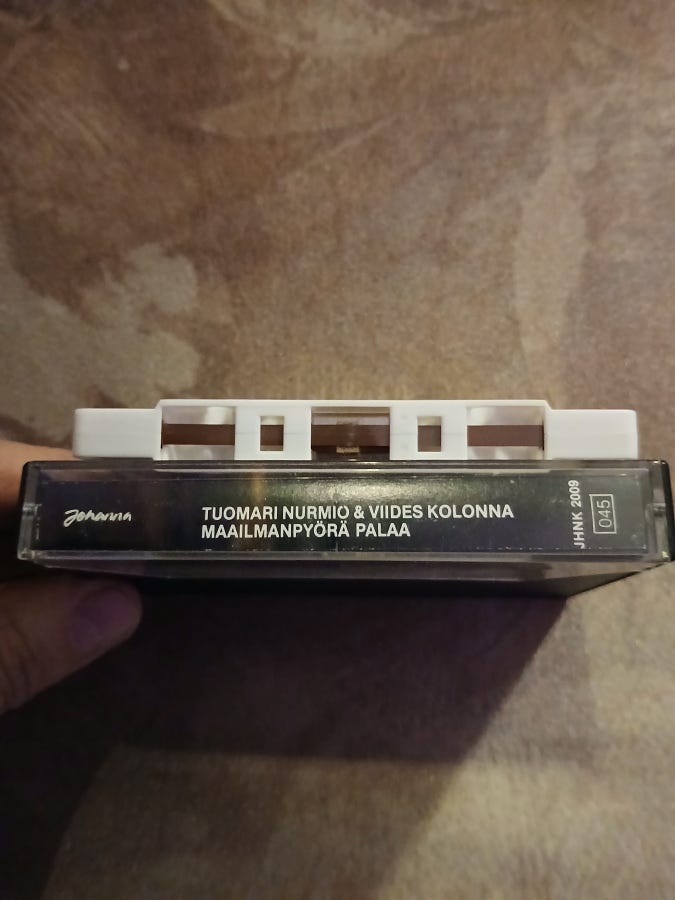 Johanna
TUOMARI NURMIO & VIIDES KOLONNA
MAAILMANPYÖRÄ PALAA
JHNK 2009
045